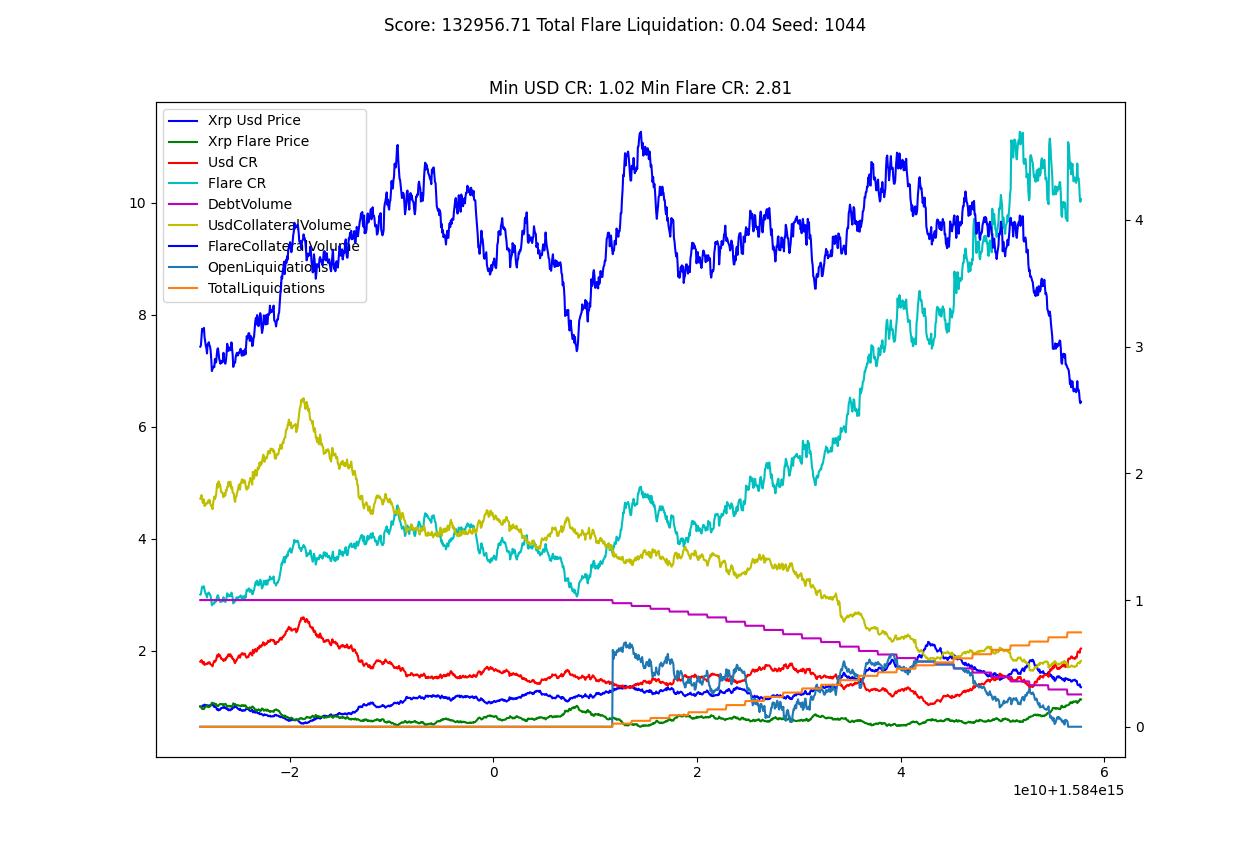 Score: 132956.71 Total Flare Liquidation: 0.04 Seed: 1044
Min USD CR: 1.02 Min Flare CR: 2.81
Xrp Usd Price
Xrp Flare Price
Usd CR
Flare CR
DebtVolume
UsdCollateralVolume
FlareCollateralVolume
OpenLiquidations
TotalLiquidations
10
8
6
4
2
4
3
2
1
0
−2
0
2
4
6
1e10+1.584e15